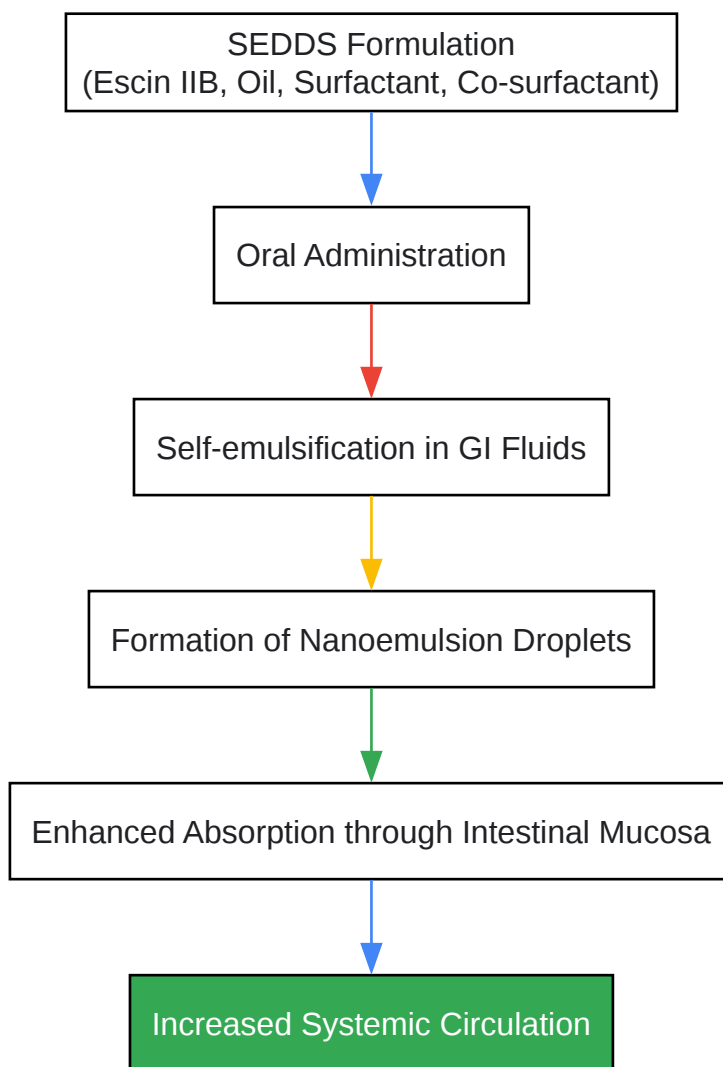 SEDDS Formulation
(Escin IIB, Oil, Surfactant, Co-surfactant)
Oral Administration
Self-emulsification in GI Fluids
Formation of Nanoemulsion Droplets
Enhanced Absorption through Intestinal Mucosa
Increased Systemic Circulation